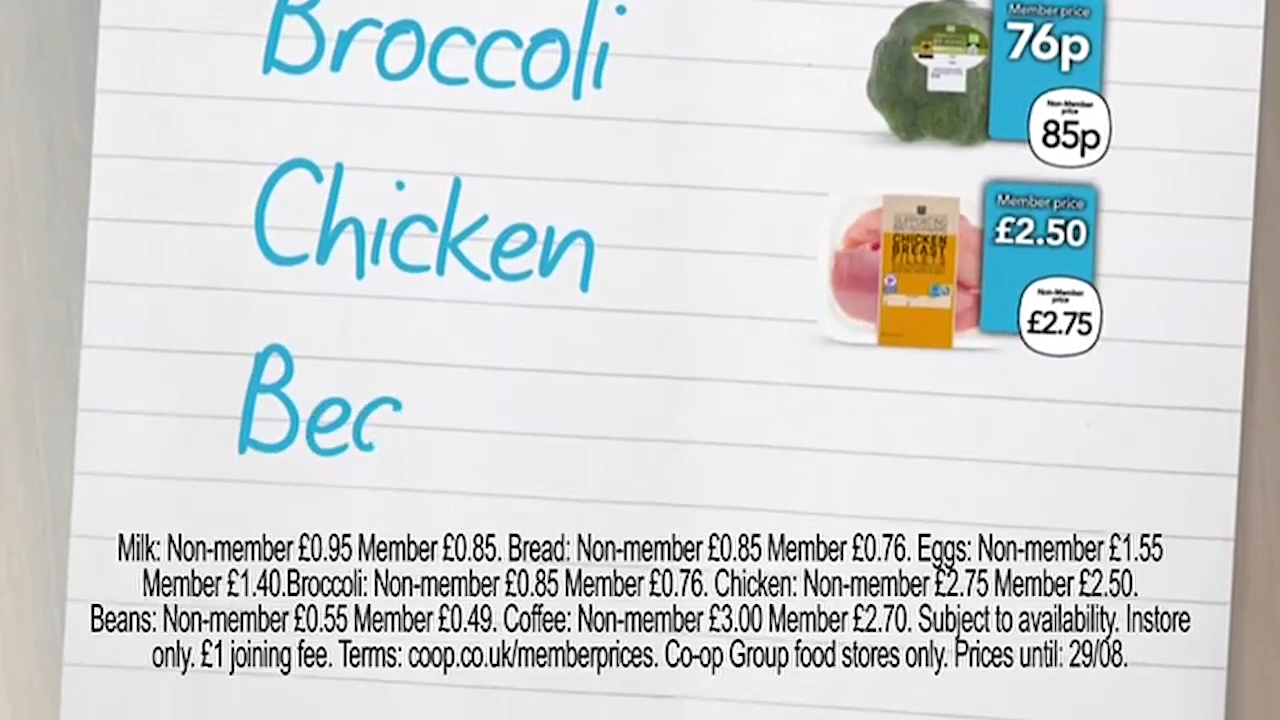 Broccoli
Member price
76p
Non-Member
price
85p
Chicken
CHICKEN
BREAST
Member price
£2.50
Non-Member
price
£2.75
Bec
Milk: Non-member £0.95 Member £0.85. Bread: Non-member £0.85 Member £0.76. Eggs: Non-member £1.55
Member £1.40.Broccoli: Non-member £0.85 Member £0.76. Chicken: Non-member £2.75 Member £2.50.
Beans: Non-member £0.55 Member £0.49. Coffee: Non-member £3.00 Member £2.70. Subject to availability. Instore
only. £1 joining fee. Terms: coop.co.uk/memberprices. Co-op Group food stores only. Prices until: 29/08.